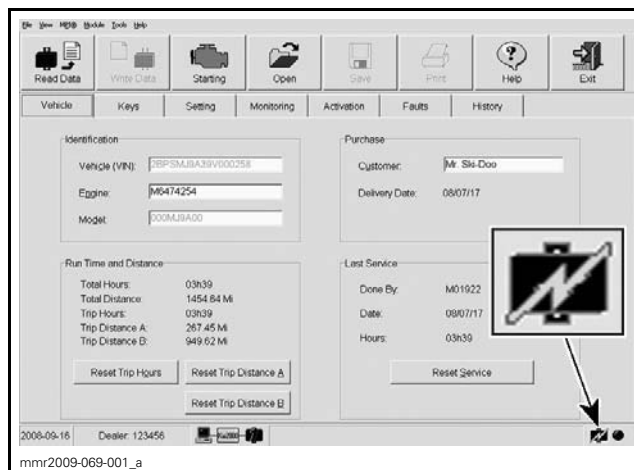 File View MPEM Module Tools Help
Read Data Write Data Starting Open Save Print Help Exit
Vehicle Keys Setting Monitoring Activation Faults History
Identification
Vehicle (VIN): 2BPSMJ9A39V000258
Engine: M6474254
Model: 000MJ9A00
Purchase
Customer: Mr. Ski-Doo
Delivery Date: 08/07/17
Run Time and Distance
Total Hours: 03h39
Total Distance: 1454.64 Mi
Trip Hours: 03h39
Trip Distance A: 267.45 Mi
Trip Distance B: 949.62 Mi
Reset Trip Hours Reset Trip Distance A
Reset Trip Distance B
Last Service
Done By: M01922
Date: 08/07/17
Hours: 03h39
Reset Service
2008-09-16 Dealer: 123456
mmr2009-069-001_a